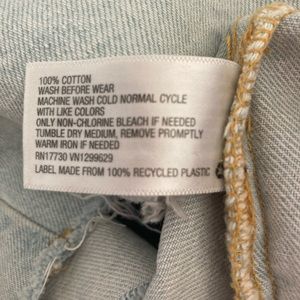 100% COTTON
WASH BEFORE WEAR
MACHINE WASH COLD NORMAL CYCLE
WITH LIKE COLORS
ONLY NON-CHLORINE BLEACH IF NEEDED
TUMBLE DRY MEDIUM, REMOVE PROMPTLY
WARM IRON IF NEEDED
RN17730 VN1299629
LABEL MADE FROM 100% RECYCLED PLASTIC